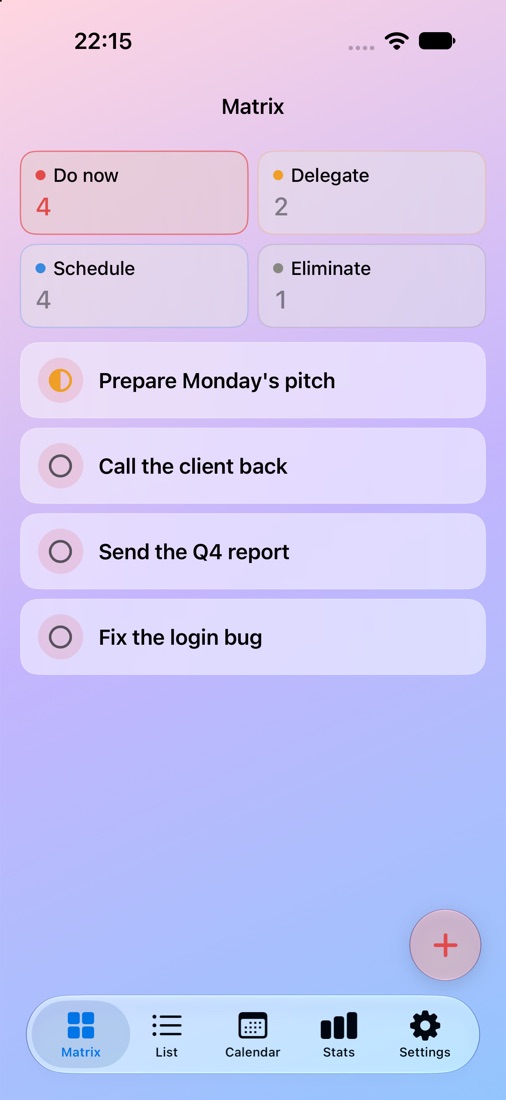 22:15
Matrix
Do now
4
Delegate
2
Schedule
4
Eliminate
1
Prepare Monday's pitch
Call the client back
Send the Q4 report
Fix the login bug
Matrix
List
Calendar
Stats
Settings